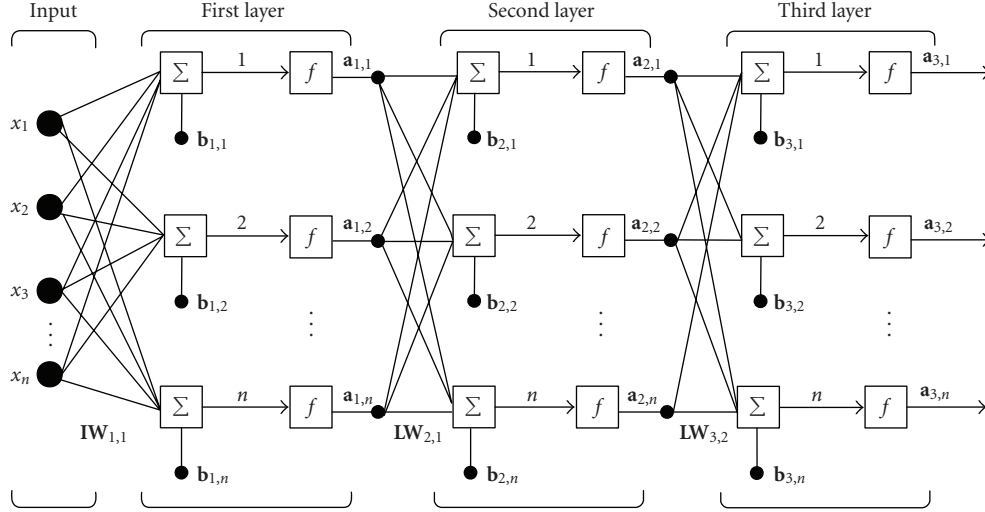 Input First layer Second layer Third layer
1 a1,1 1 a2,1 1 a3,1
Σ f Σ f Σ f
x1
b1,1 b2,1 b3,1
x2
2 a1,2 2 a2,2 2 a3,2
Σ f Σ f Σ f
x3
b1,2 b2,2 b3,2
⋮ ⋮ ⋮ ⋮
xn
n a1,n n a2,n n a3,n
Σ f Σ f Σ f
IW1,1 LW2,1 LW3,2
b1,n b2,n b3,n